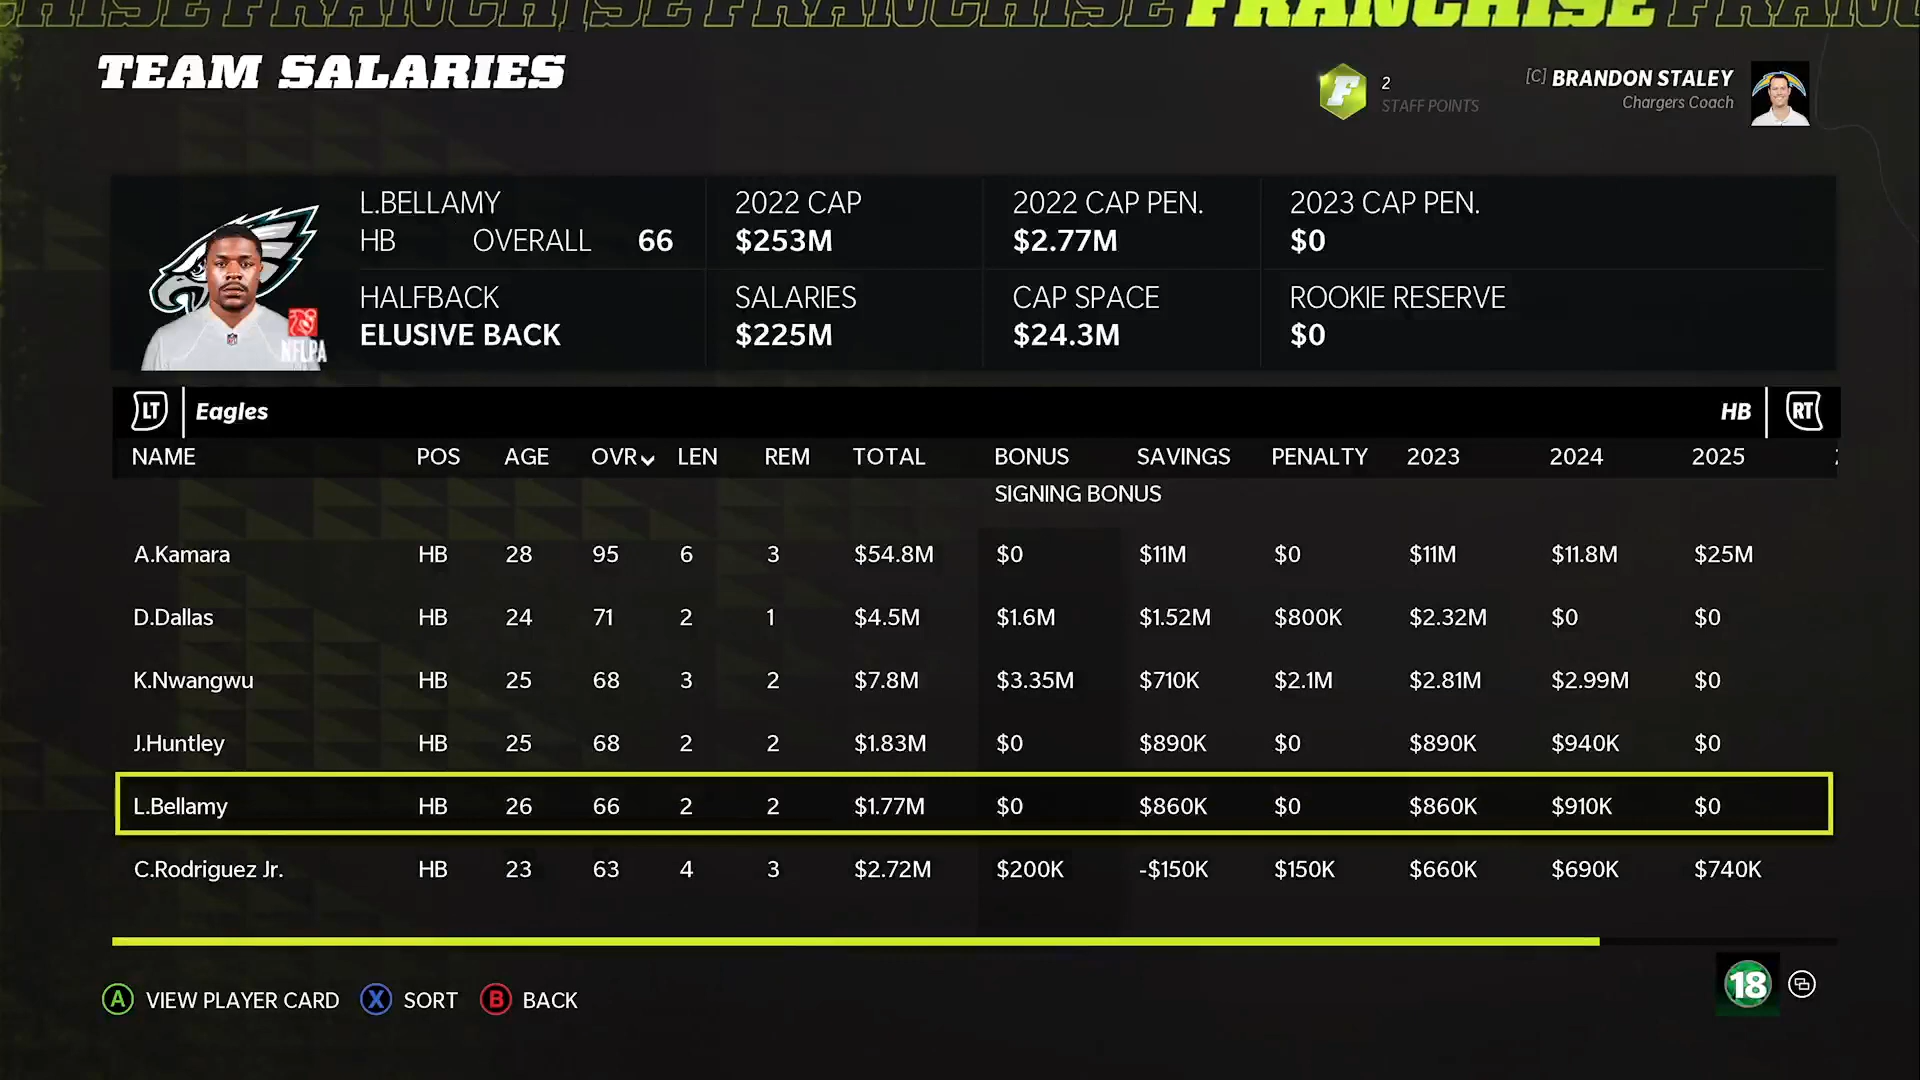 HISE FRANCHISE FRANCHISE FRANCHISE FRANC
TEAM SALARIES
F
2
STAFF POINTS
[C] BRANDON STALEY
Chargers Coach
L.BELLAMY
HB OVERALL 66
HALFBACK
ELUSIVE BACK
NFLPA
2022 CAP
$253M
SALARIES
$225M
2022 CAP PEN.
$2.77M
CAP SPACE
$24.3M
2023 CAP PEN.
$0
ROOKIE RESERVE
$0
LT Eagles HB RT
NAME POS AGE OVR LEN REM TOTAL BONUS SAVINGS PENALTY 2023 2024 2025
SIGNING BONUS
A.Kamara HB 28 95 6 3 $54.8M $0 $11M $0 $11M $11.8M $25M
D.Dallas HB 24 71 2 1 $4.5M $1.6M $1.52M $800K $2.32M $0 $0
K.Nwangwu HB 25 68 3 2 $7.8M $3.35M $710K $2.1M $2.81M $2.99M $0
J.Huntley HB 25 68 2 2 $1.83M $0 $890K $0 $890K $940K $0
L.Bellamy HB 26 66 2 2 $1.77M $0 $860K $0 $860K $910K $0
C.Rodriguez Jr. HB 23 63 4 3 $2.72M $200K -$150K $150K $660K $690K $740K
A VIEW PLAYER CARD X SORT B BACK
18